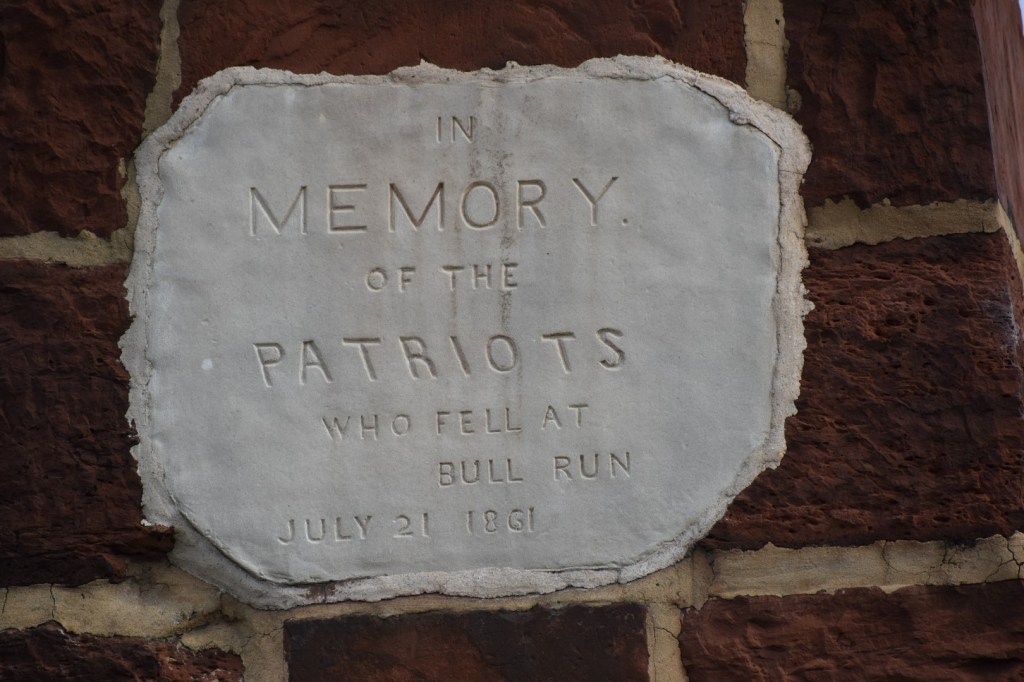 IN
MEMORY.
OF THE
PATRIOTS
WHO FELL AT
BULL RUN
JULY 21 1861